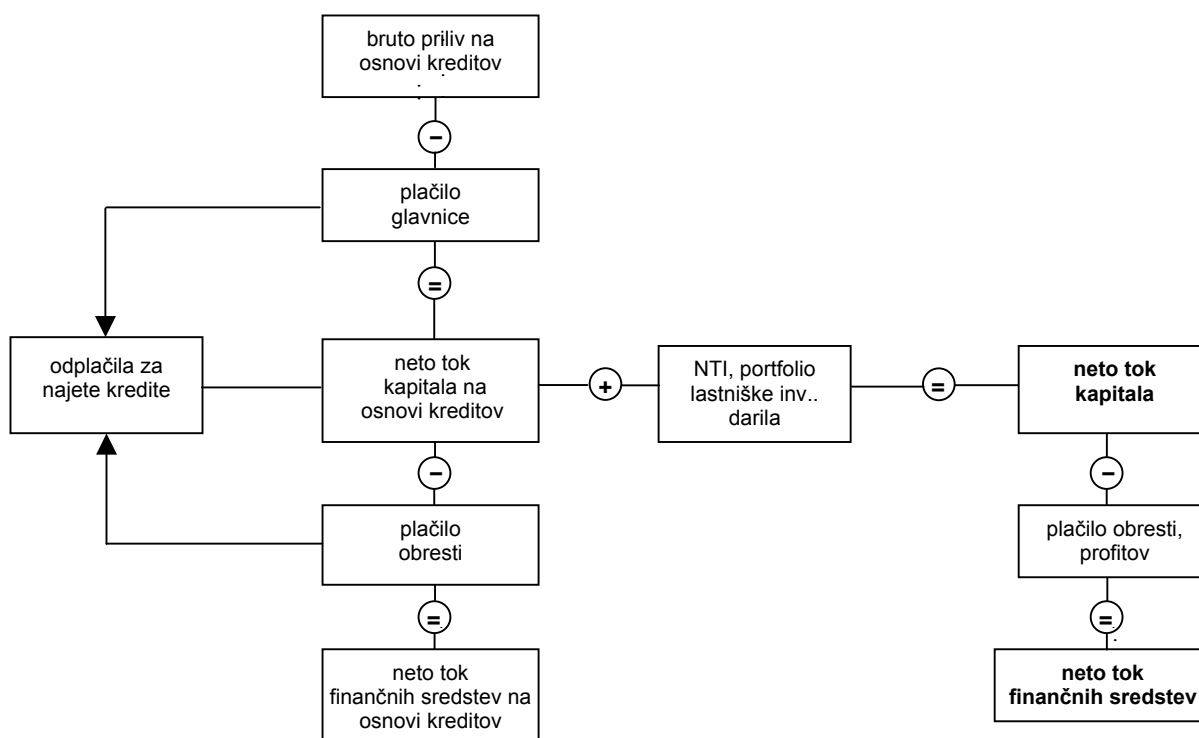 bruto priliv na
osnovi kreditov
−
plačilo
glavnice
=
odplačila za
najete kredite
neto tok
kapitala na
osnovi kreditov
+
NTI, portfolio
lastniške inv..
darila
=
neto tok
kapitala
−
plačilo
obresti
=
neto tok
finančnih sredstev na
osnovi kreditov
−
plačilo obresti,
profitov
=
neto tok
finančnih sredstev